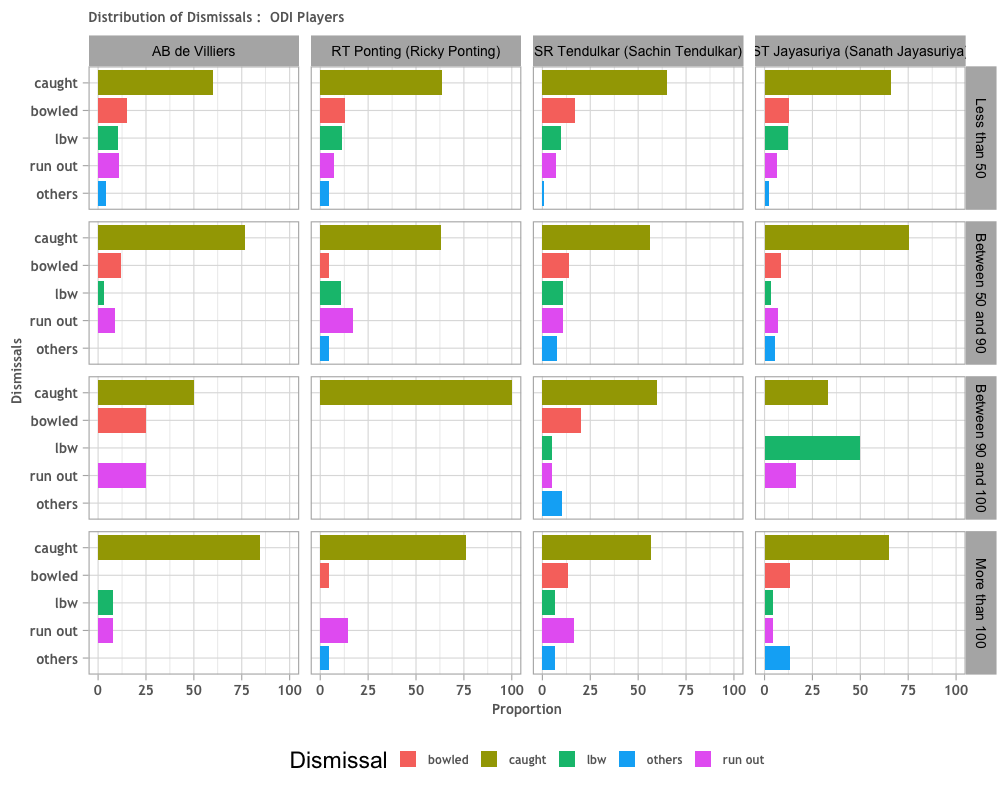 Distribution of Dismissals :  ODI Players
AB de Villiers
RT Ponting (Ricky Ponting)
SR Tendulkar (Sachin Tendulkar)
ST Jayasuriya (Sanath Jayasuriya
caught
bowled
lbw
run out
others
Less than 50
caught
bowled
lbw
run out
others
Between 50 and 90
caught
bowled
lbw
run out
others
Between 90 and 100
caught
bowled
lbw
run out
others
More than 100
Dismissals
0 25 50 75 100
0 25 50 75 100
0 25 50 75 100
0 25 50 75 100
Proportion
Dismissal bowled caught lbw others run out